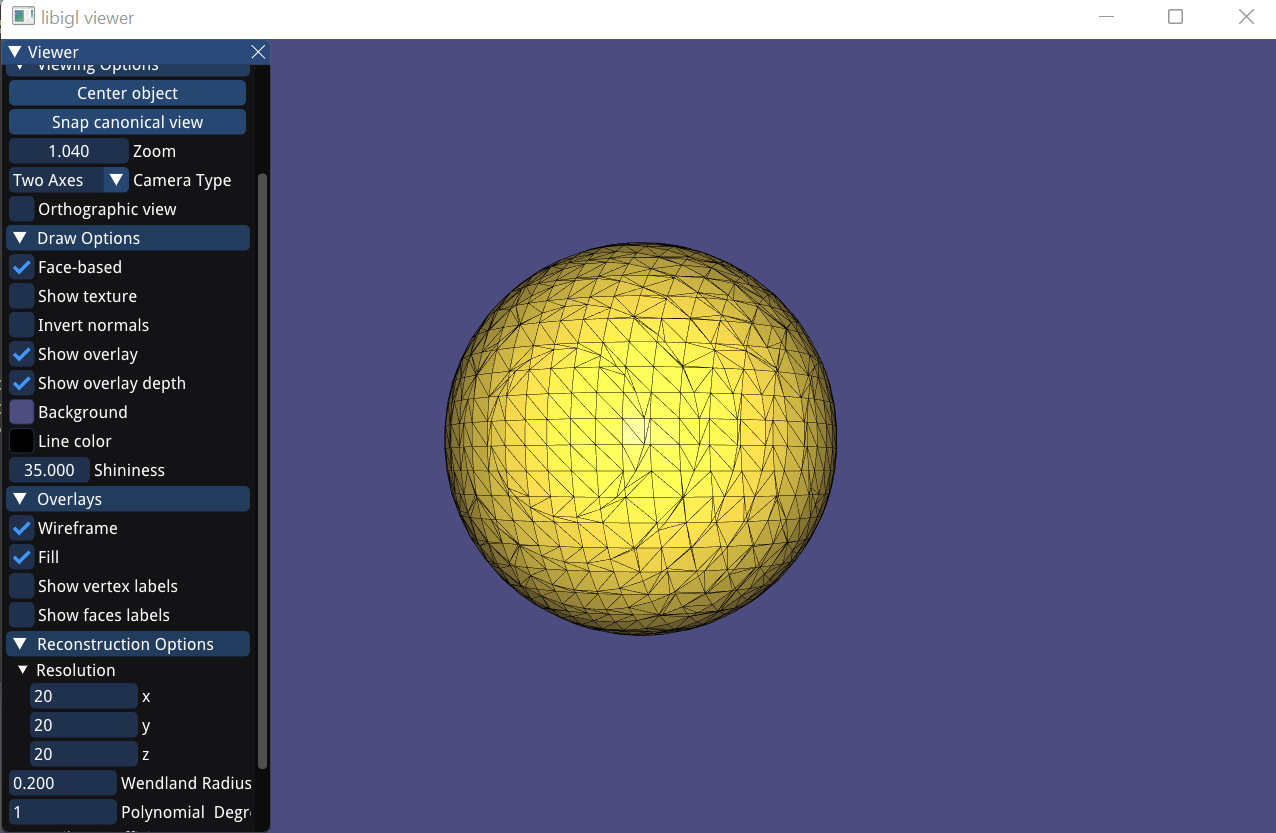 libigl viewer
Viewer
Viewing Options
Center object
Snap canonical view
1.040 Zoom
Two Axes Camera Type
Orthographic view
Draw Options
Face-based
Show texture
Invert normals
Show overlay
Show overlay depth
Background
Line color
35.000 Shininess
Overlays
Wireframe
Fill
Show vertex labels
Show faces labels
Reconstruction Options
Resolution
20 x
20 y
20 z
0.200 Wendland Radius
1 Polynomial Degr